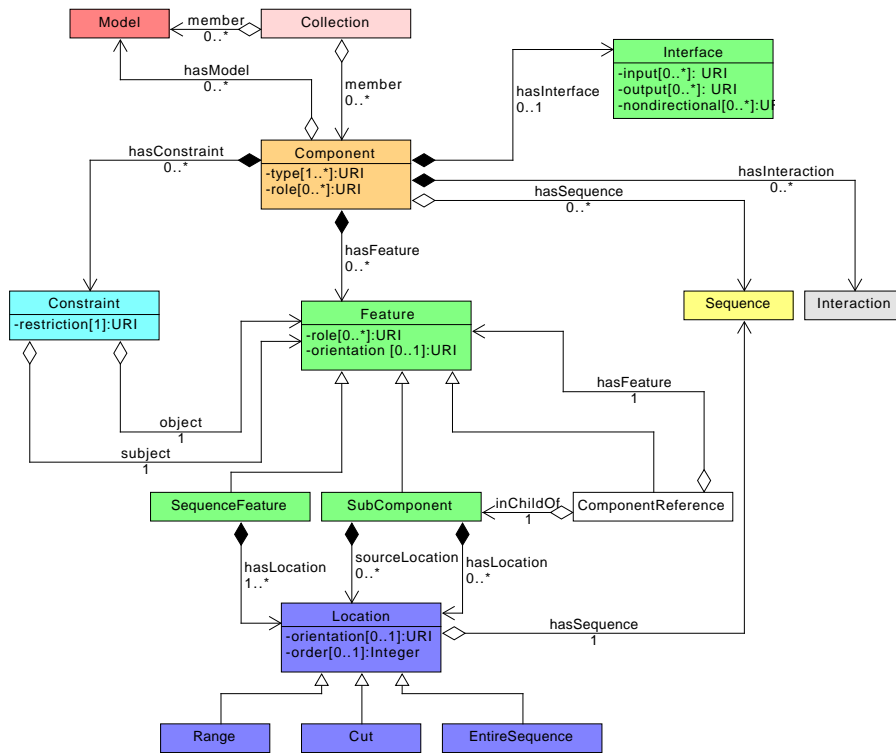 Model
member
0..*
Collection
Interface
-input[0..*]: URI
-output[0..*]: URI
-nondirectional[0..*]:U
hasModel
0..*
member
0..*
hasInterface
0..1
hasConstraint
0..*
Component
-type[1..*]:URI
-role[0..*]:URI
hasInteraction
0..*
hasSequence
0..*
hasFeature
0..*
Constraint
-restriction[1]:URI
Feature
-role[0..*]:URI
-orientation [0..1]:URI
Sequence
Interaction
hasFeature
1
object
1
subject
1
SequenceFeature
SubComponent
inChildOf
1
ComponentReference
hasLocation
1..*
sourceLocation
0..*
hasLocation
0..*
Location
-orientation[0..1]:URI
-order[0..1]:Integer
hasSequence
1
Range
Cut
EntireSequence